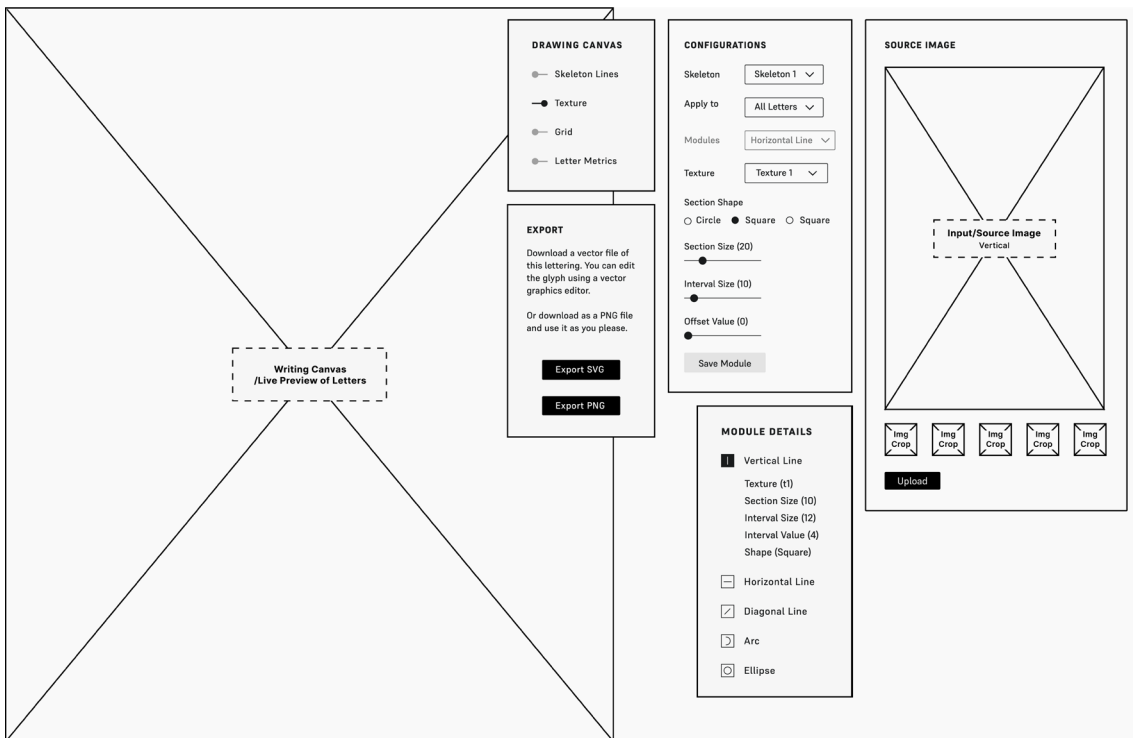 DRAWING CANVAS
Skeleton Lines
Texture
Grid
Letter Metrics
EXPORT
Download a vector file of
this lettering. You can edit
the glyph using a vector
graphics editor.
Or download as a PNG file
and use it as you please.
Export SVG
Export PNG
Writing Canvas
/Live Preview of Letters
CONFIGURATIONS
Skeleton
Skeleton 1
Apply to
All Letters
Modules
Horizontal Line
Texture
Texture 1
Section Shape
Circle
Square
Square
Section Size (20)
Interval Size (10)
Offset Value (0)
Save Module
MODULE DETAILS
Vertical Line
Texture (t1)
Section Size (10)
Interval Size (12)
Interval Value (4)
Shape (Square)
Horizontal Line
Diagonal Line
Arc
Ellipse
SOURCE IMAGE
Input/Source Image
Vertical
Img
Crop
Img
Crop
Img
Crop
Img
Crop
Img
Crop
Upload